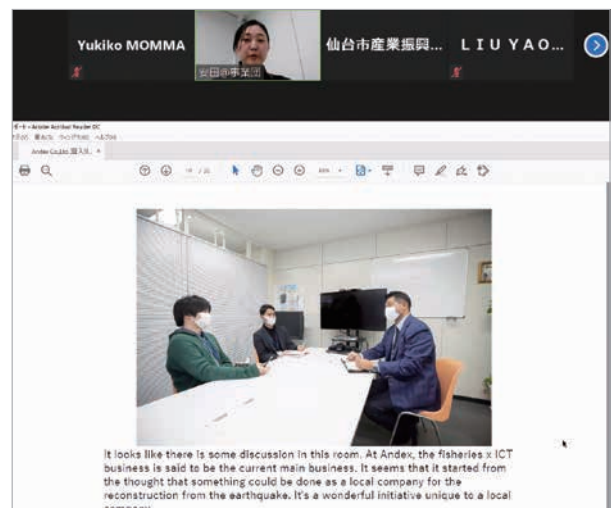 Yukiko MOMMA
仙台市産業振興...
ＬＩＵ ＹＡＯ...
It looks like there is some discussion in this room. At Andex, the fisheries x ICT
business is said to be the current main business. It seems that it started from
the thought that something could be done as a local company for the
reconstruction from the earthquake. It's a wonderful initiative unique to a local
company.